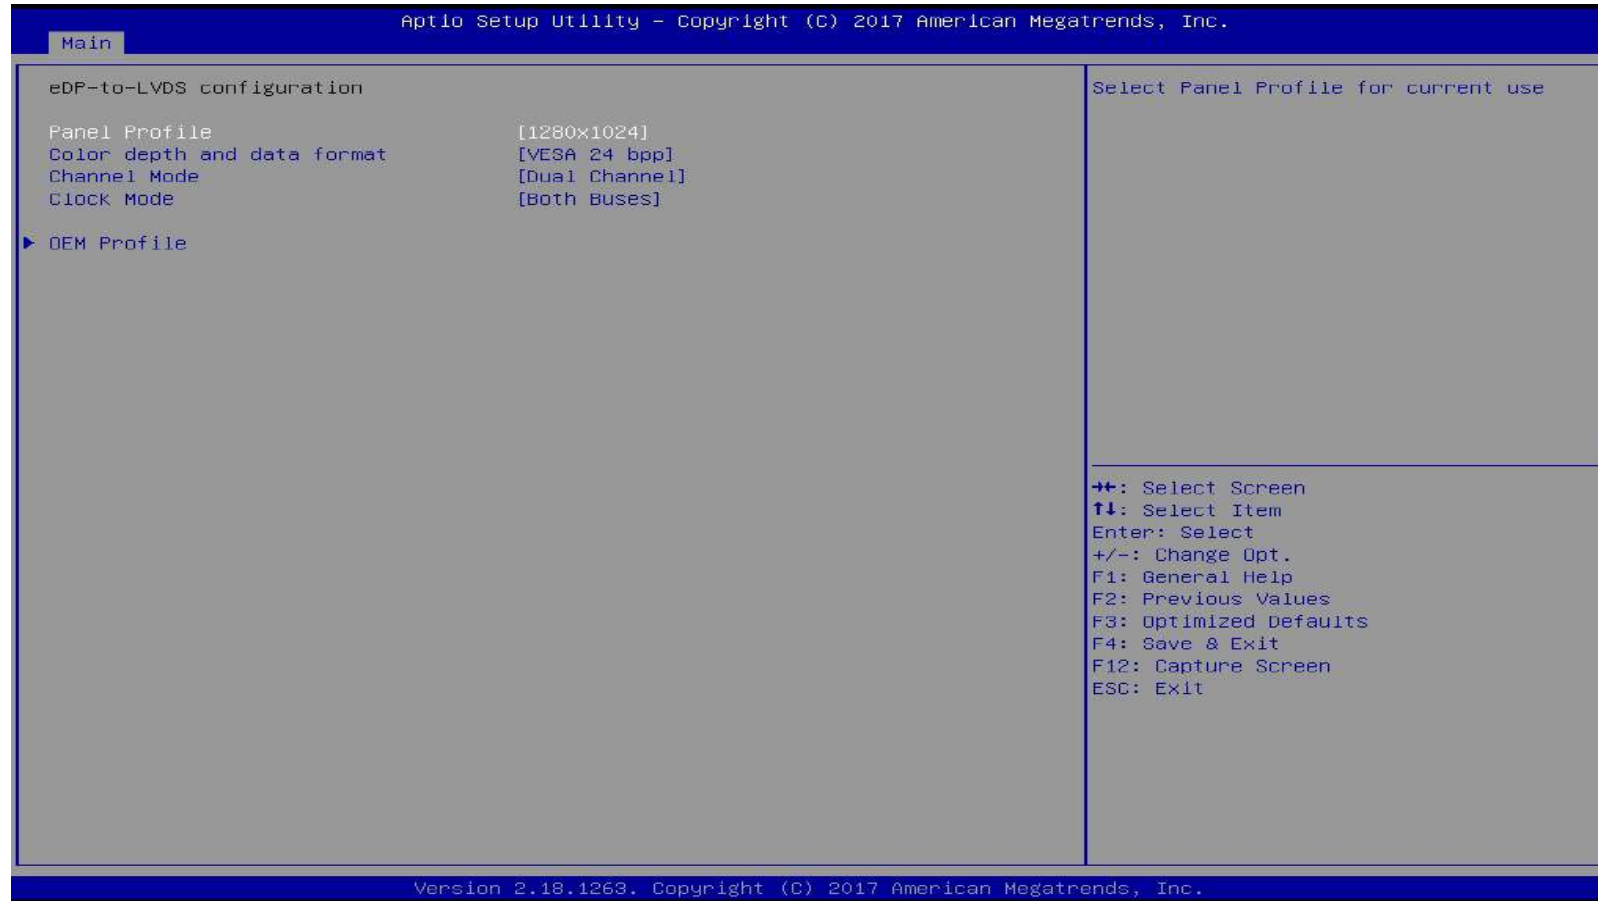 Aptio Setup Utility – Copyright (C) 2017 American Megatrends, Inc.
Main
eDP-to-LVDS configuration
Select Panel Profile for current use
Panel Profile [1280x1024]
Color depth and data format [VESA 24 bpp]
Channel Mode [Dual Channel]
Clock Mode [Both Buses]
▶ OEM Profile
→←: Select Screen
↑↓: Select Item
Enter: Select
+/-: Change Opt.
F1: General Help
F2: Previous Values
F3: Optimized Defaults
F4: Save & Exit
F12: Capture Screen
ESC: Exit
Version 2.18.1263. Copyright (C) 2017 American Megatrends, Inc.